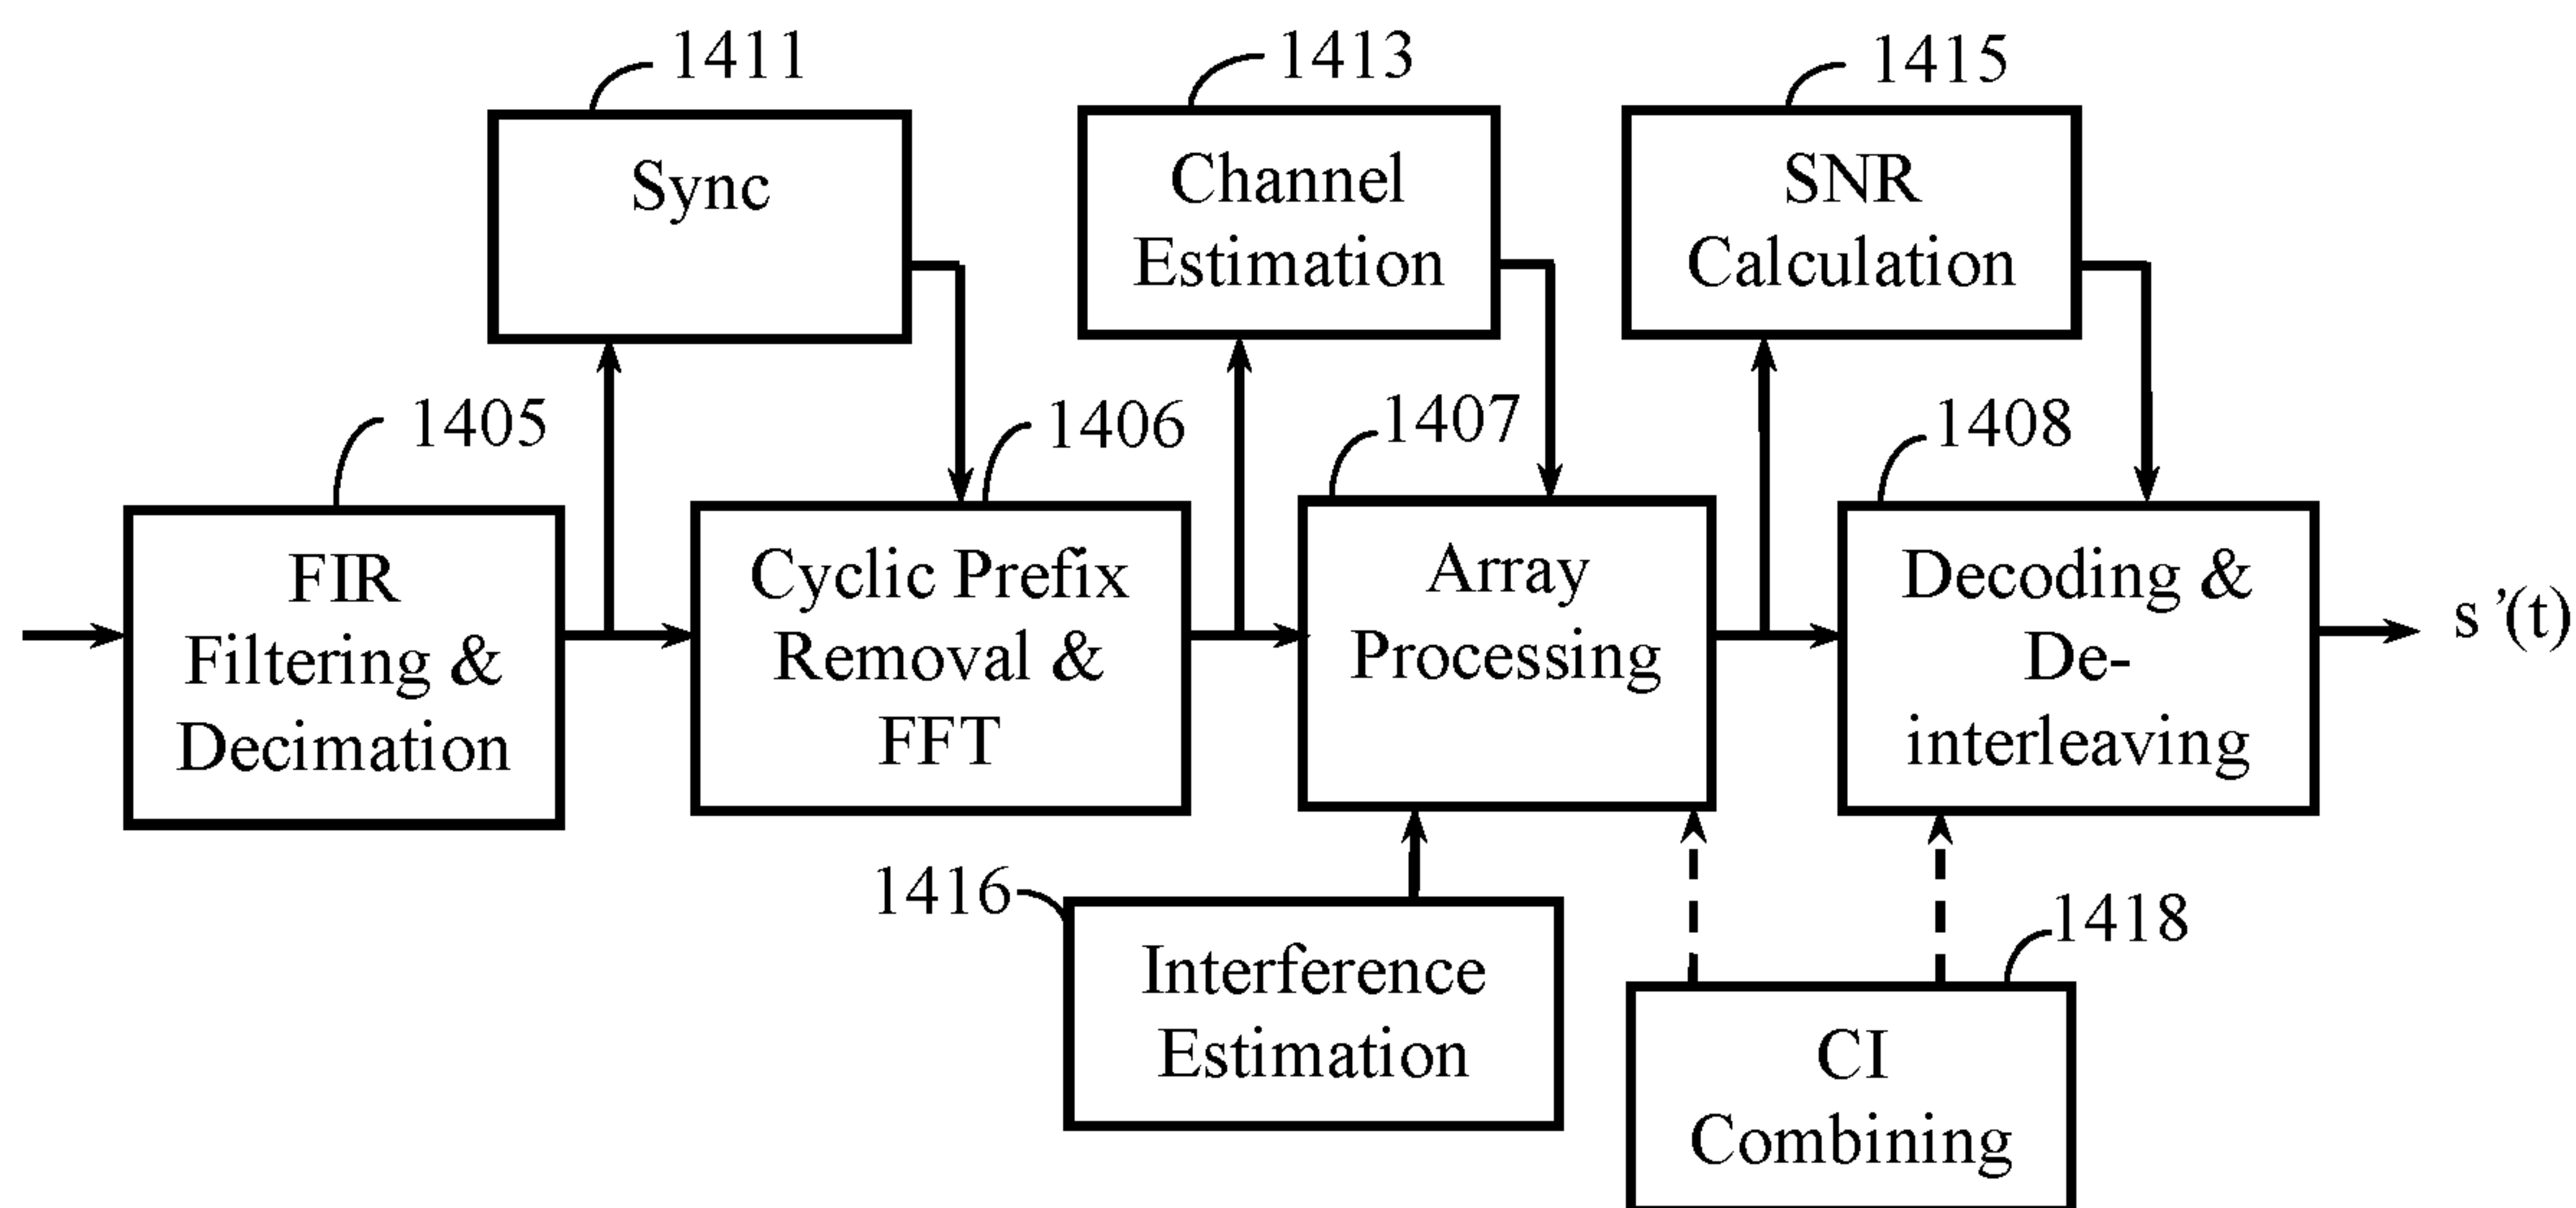 1411
Sync
1413
Channel
Estimation
1415
SNR
Calculation
1405
FIR
Filtering &
Decimation
1406
Cyclic Prefix
Removal &
FFT
1407
Array
Processing
1408
Decoding &
De-
interleaving
s’(t)
1416
Interference
Estimation
1418
CI
Combining